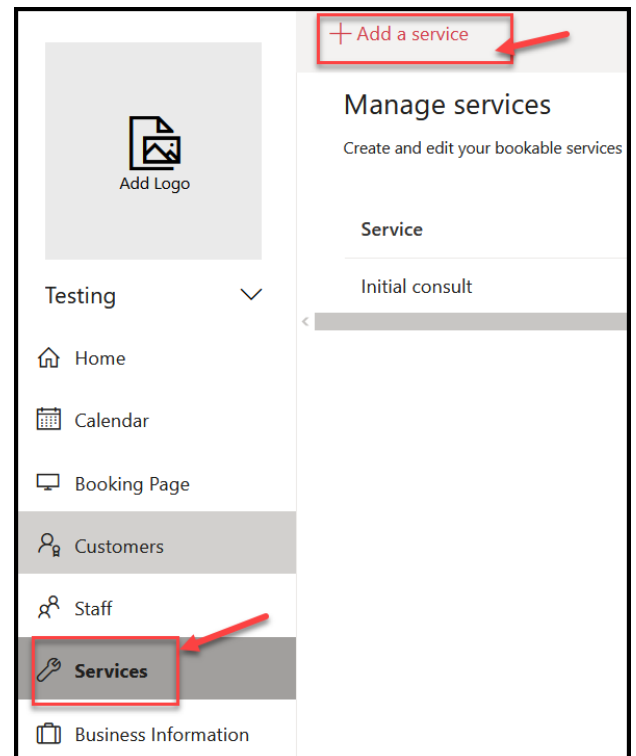 + Add a service
Manage services
Create and edit your bookable services
Service
Initial consult
Add Logo
Testing
Home
Calendar
Booking Page
Customers
Staff
Services
Business Information